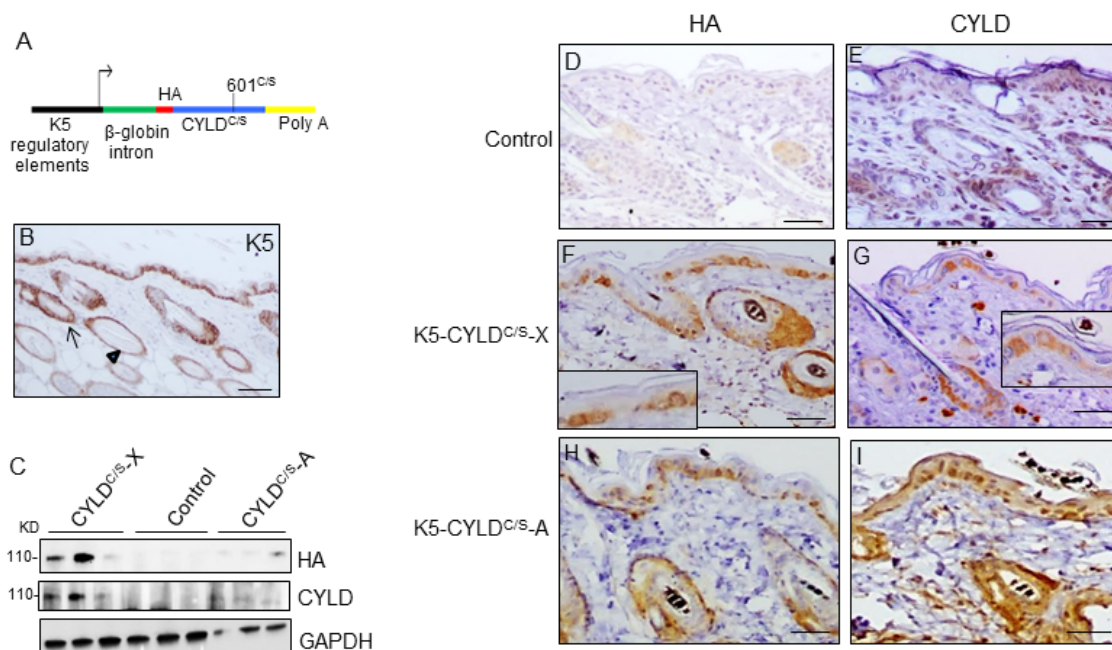 A
HA
601C/S
K5 regulatory elements
β-globin intron
CYLDC/S
Poly A
B
K5
C
CYLDC/S-X
Control
CYLDC/S-A
KD
110-
HA
110-
CYLD
GAPDH
HA
CYLD
Control
D
E
K5-CYLDC/S-X
F
G
K5-CYLDC/S-A
H
I